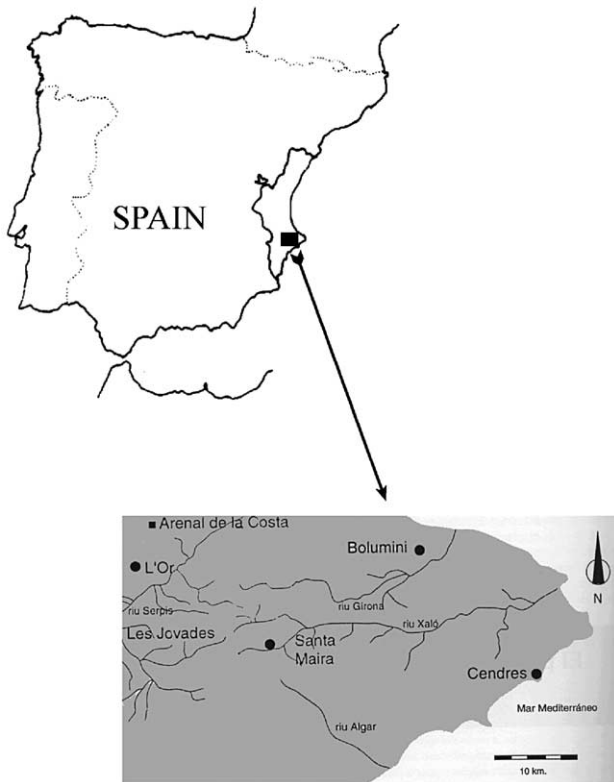 SPAIN
Arenal de la Costa
Bolumini
L'Or
N
riu Serpis
riu Girona
riu Xaló
Les Jovades
Santa
Maira
Cendres
Mar Mediterráneo
riu Algar
10 km.